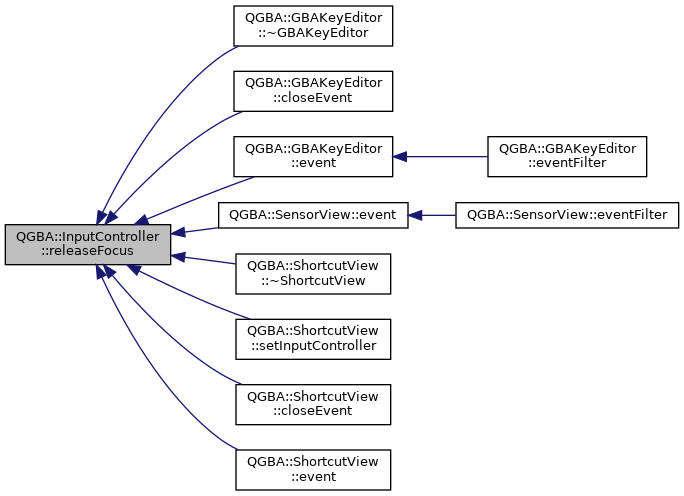 QGBA::GBAKeyEditor
::~GBAKeyEditor
QGBA::GBAKeyEditor
::closeEvent
QGBA::GBAKeyEditor
::event
QGBA::GBAKeyEditor
::eventFilter
QGBA::SensorView::event
QGBA::SensorView::eventFilter
QGBA::InputController
::releaseFocus
QGBA::ShortcutView
::~ShortcutView
QGBA::ShortcutView
::setInputController
QGBA::ShortcutView
::closeEvent
QGBA::ShortcutView
::event